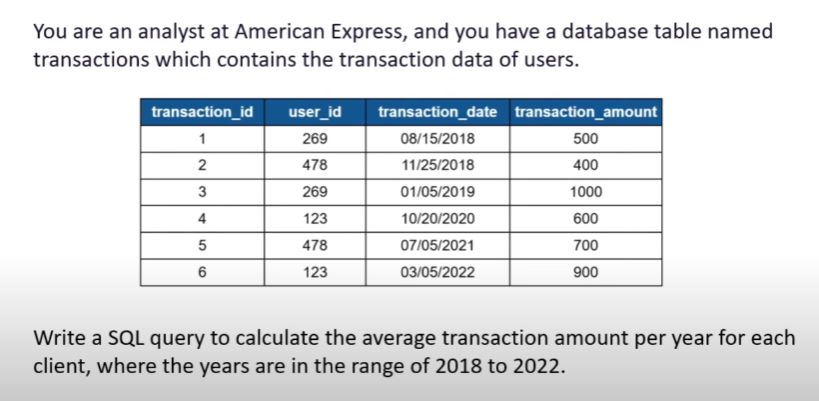 You are an analyst at American Express, and you have a database table named
transactions which contains the transaction data of users.
transaction_id user_id transaction_date transaction_amount
1 269 08/15/2018 500
2 478 11/25/2018 400
3 269 01/05/2019 1000
4 123 10/20/2020 600
5 478 07/05/2021 700
6 123 03/05/2022 900
Write a SQL query to calculate the average transaction amount per year for each
client, where the years are in the range of 2018 to 2022.